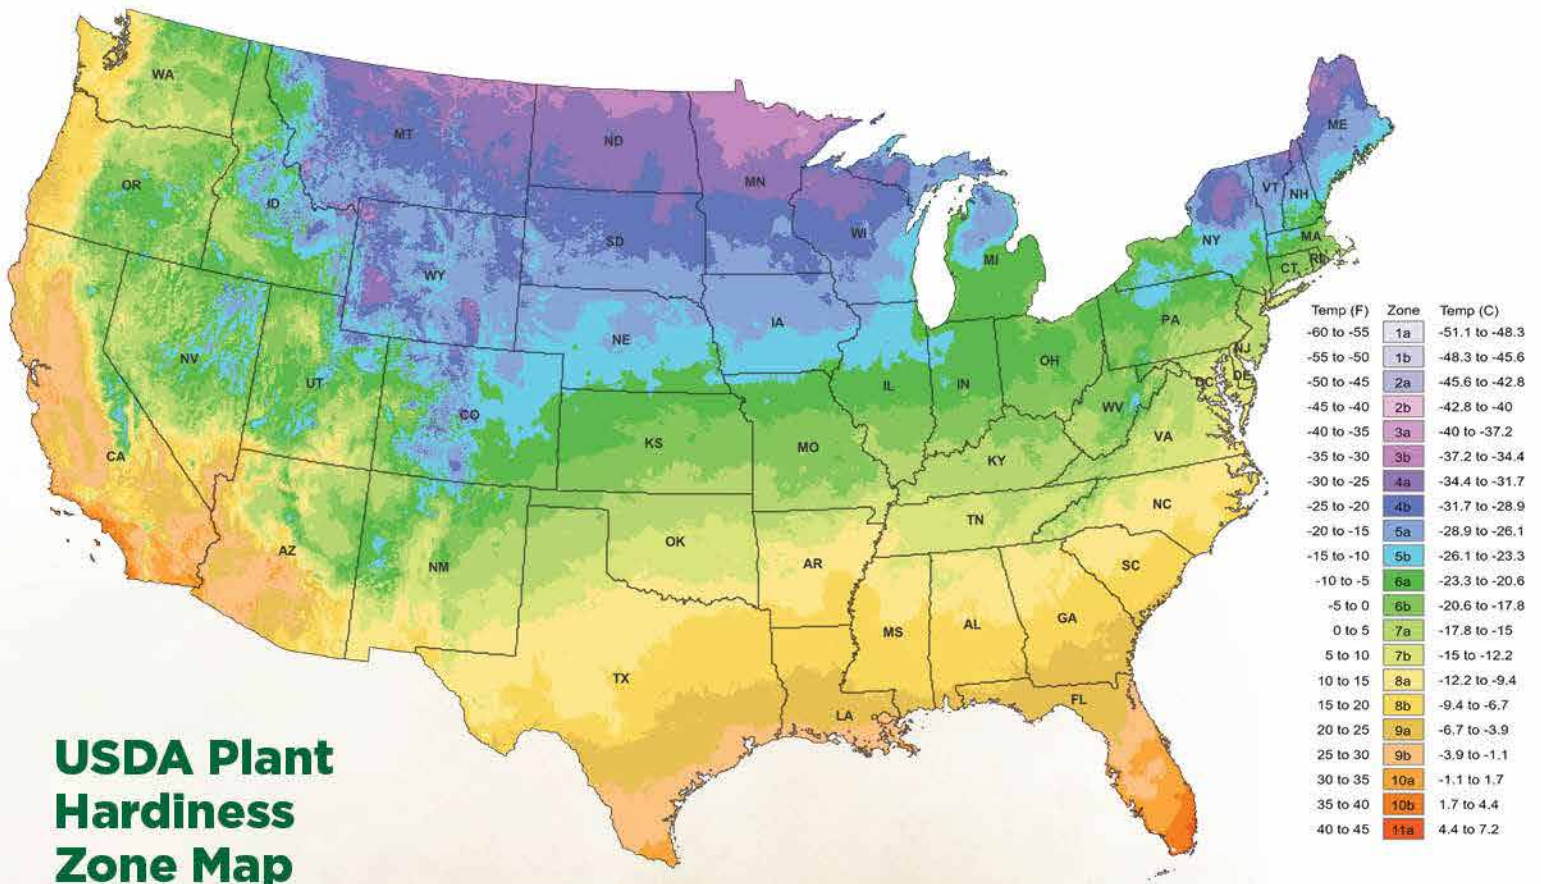 WA
MT
ND
MN
ME
OR
ID
SD
WI
VT
NH
NY
MA
RI
CT
MI
WY
NE
IA
PA
NJ
NV
UT
CO
IL
IN
OH
DE
DC
WV
VA
CA
KS
MO
KY
AZ
NM
OK
AR
TN
NC
SC
TX
MS
AL
GA
LA
FL
Temp (F) Zone Temp (C)
-60 to -55 1a -51.1 to -48.3
-55 to -50 1b -48.3 to -45.6
-50 to -45 2a -45.6 to -42.8
-45 to -40 2b -42.8 to -40
-40 to -35 3a -40 to -37.2
-35 to -30 3b -37.2 to -34.4
-30 to -25 4a -34.4 to -31.7
-25 to -20 4b -31.7 to -28.9
-20 to -15 5a -28.9 to -26.1
-15 to -10 5b -26.1 to -23.3
-10 to -5 6a -23.3 to -20.6
-5 to 0 6b -20.6 to -17.8
0 to 5 7a -17.8 to -15
5 to 10 7b -15 to -12.2
10 to 15 8a -12.2 to -9.4
15 to 20 8b -9.4 to -6.7
20 to 25 9a -6.7 to -3.9
25 to 30 9b -3.9 to -1.1
30 to 35 10a -1.1 to 1.7
35 to 40 10b 1.7 to 4.4
40 to 45 11a 4.4 to 7.2
USDA Plant
Hardiness
Zone Map